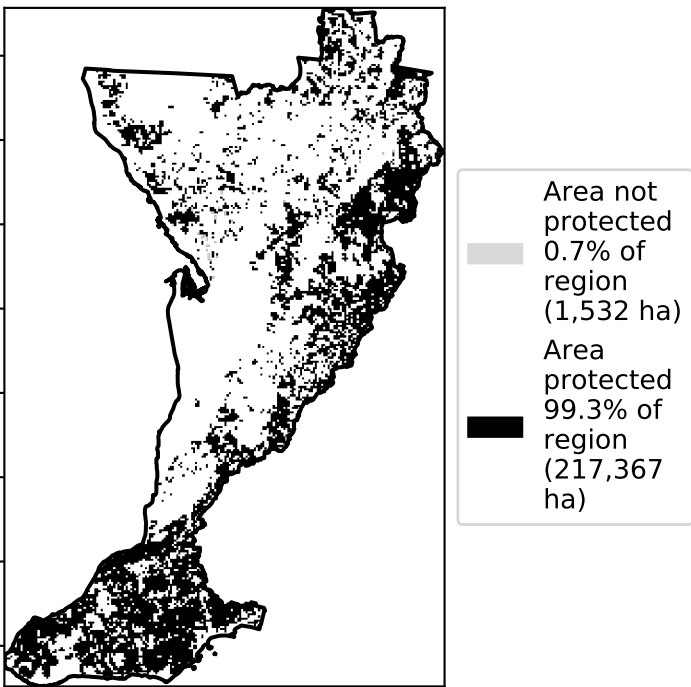 Area not
protected
0.7% of
region
(1,532 ha)
Area
protected
99.3% of
region
(217,367
ha)